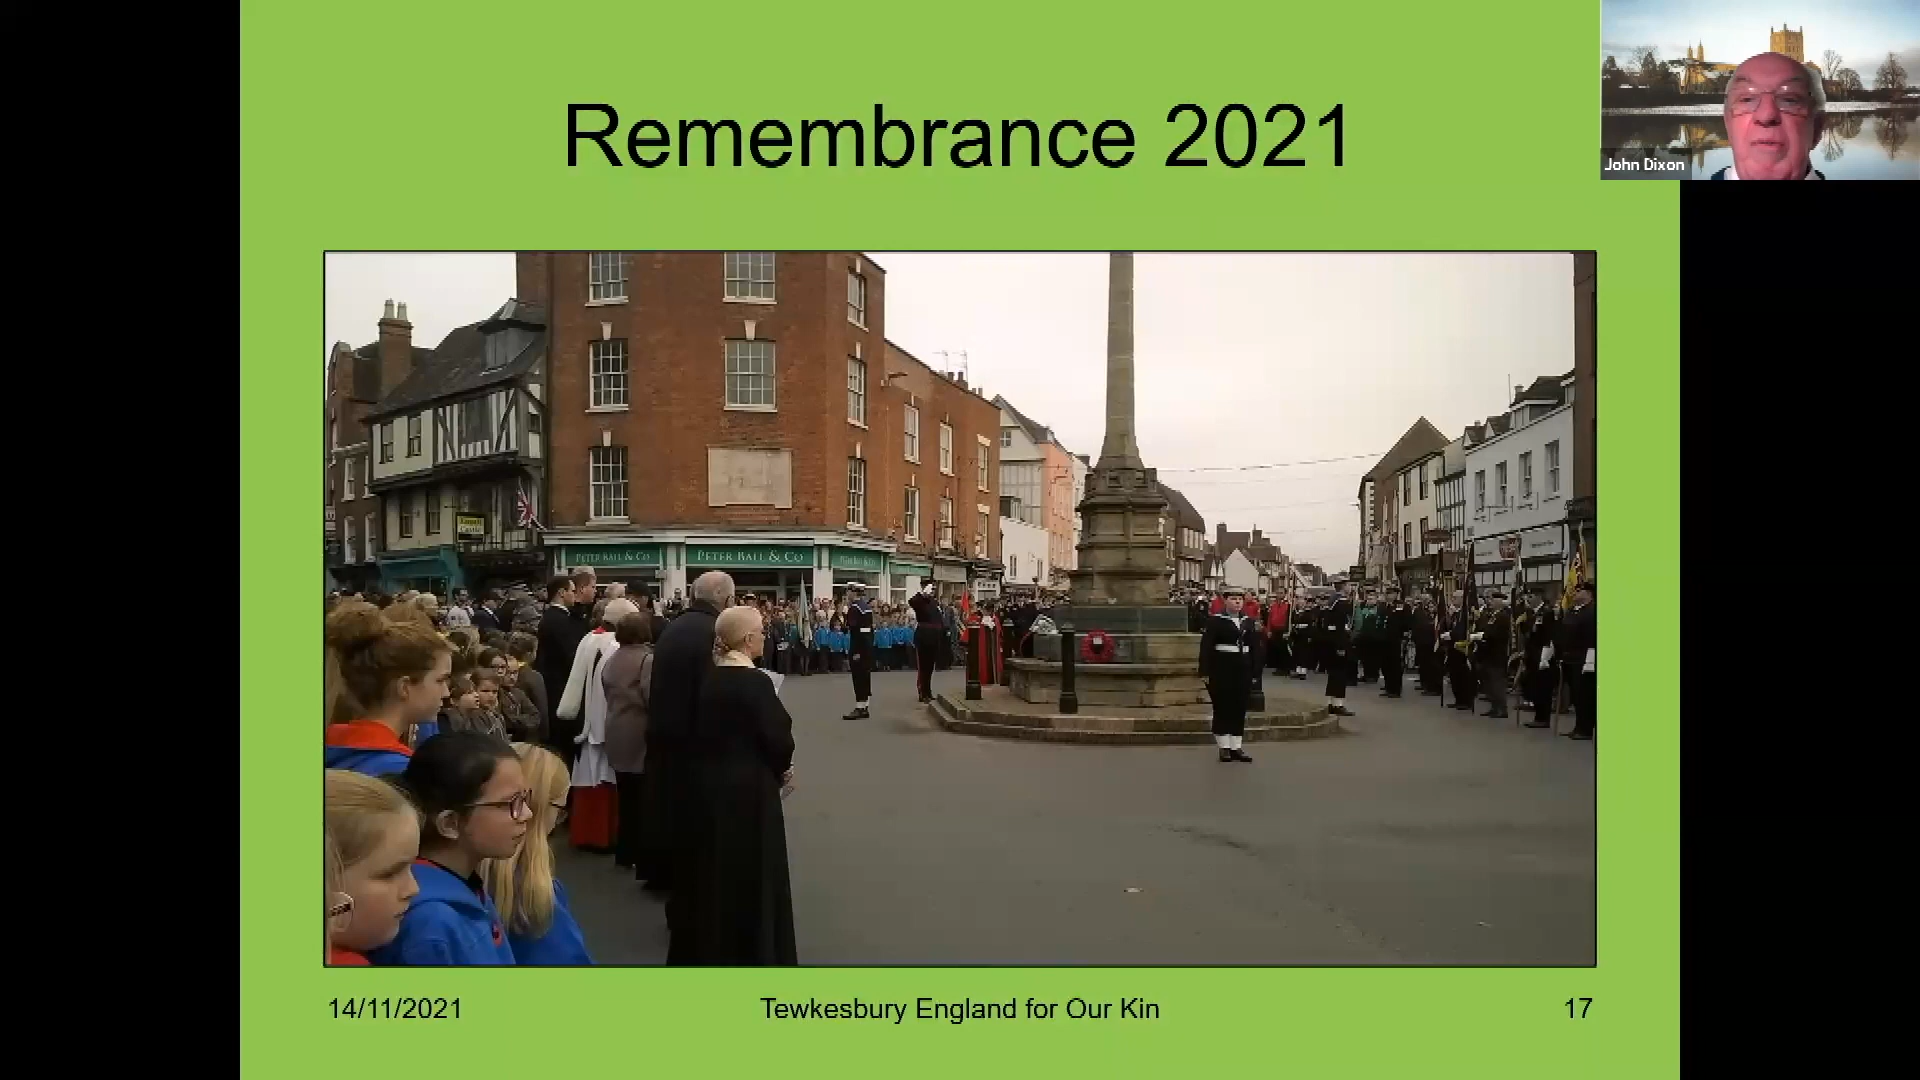 Remembrance 2021
John Dixon
PETER BALL & CO
PETER BALL & CO
14/11/2021
Tewkesbury England for Our Kin
17